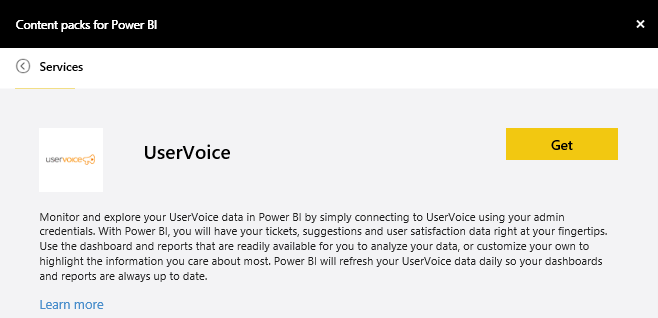 Content packs for Power BI
Services
uservoice
UserVoice
Get
Monitor and explore your UserVoice data in Power BI by simply connecting to UserVoice using your admin
credentials. With Power BI, you will have your tickets, suggestions and user satisfaction data right at your fingertips.
Use the dashboard and reports that are readily available for you to analyze your data, or customize your own to
highlight the information you care about most. Power BI will refresh your UserVoice data daily so your dashboards
and reports are always up to date.
Learn more